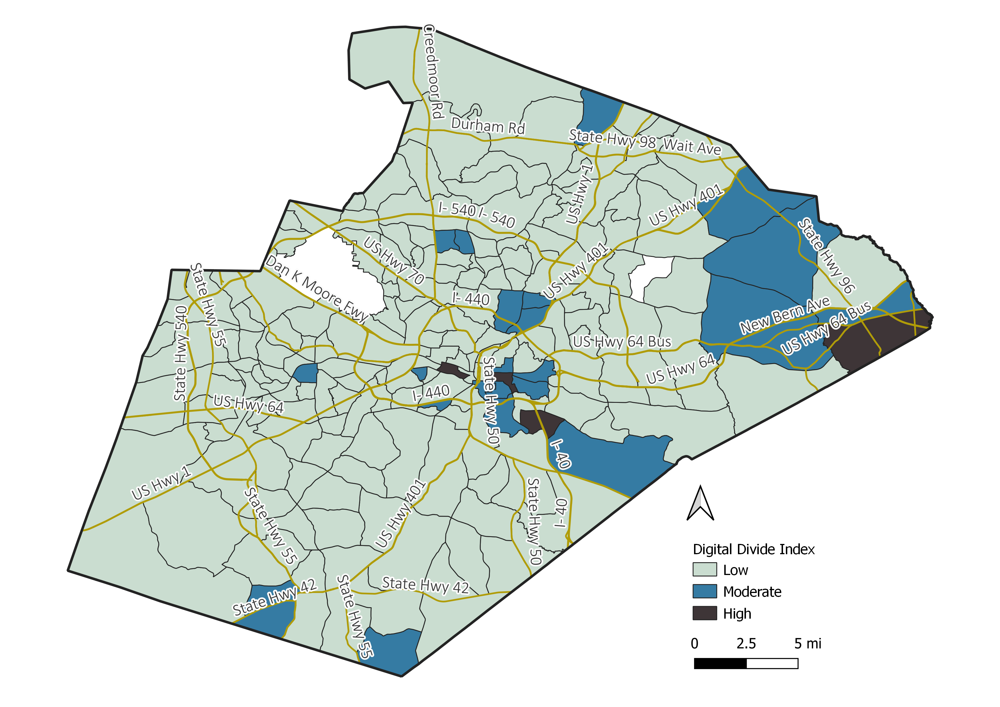 Creedmoor Rd
Durham Rd
State Hwy 98
Wait Ave
US Hwy 1
US Hwy 401
I- 540
I- 540
State Hwy 96
US Hwy 70
US Hwy 401
Dan K Moore Fwy
State Hwy 55
I- 440
State Hwy 540
New Bern Ave
US Hwy 64 Bus
US Hwy 64 Bus
US Hwy 64
State Hwy 50
I- 440
US Hwy 64
I- 40
US Hwy 1
State Hwy 55
US Hwy 401
State Hwy 50
I- 40
State Hwy 42
State Hwy 42
State Hwy 55
Digital Divide Index
Low
Moderate
High
0 2.5 5 mi